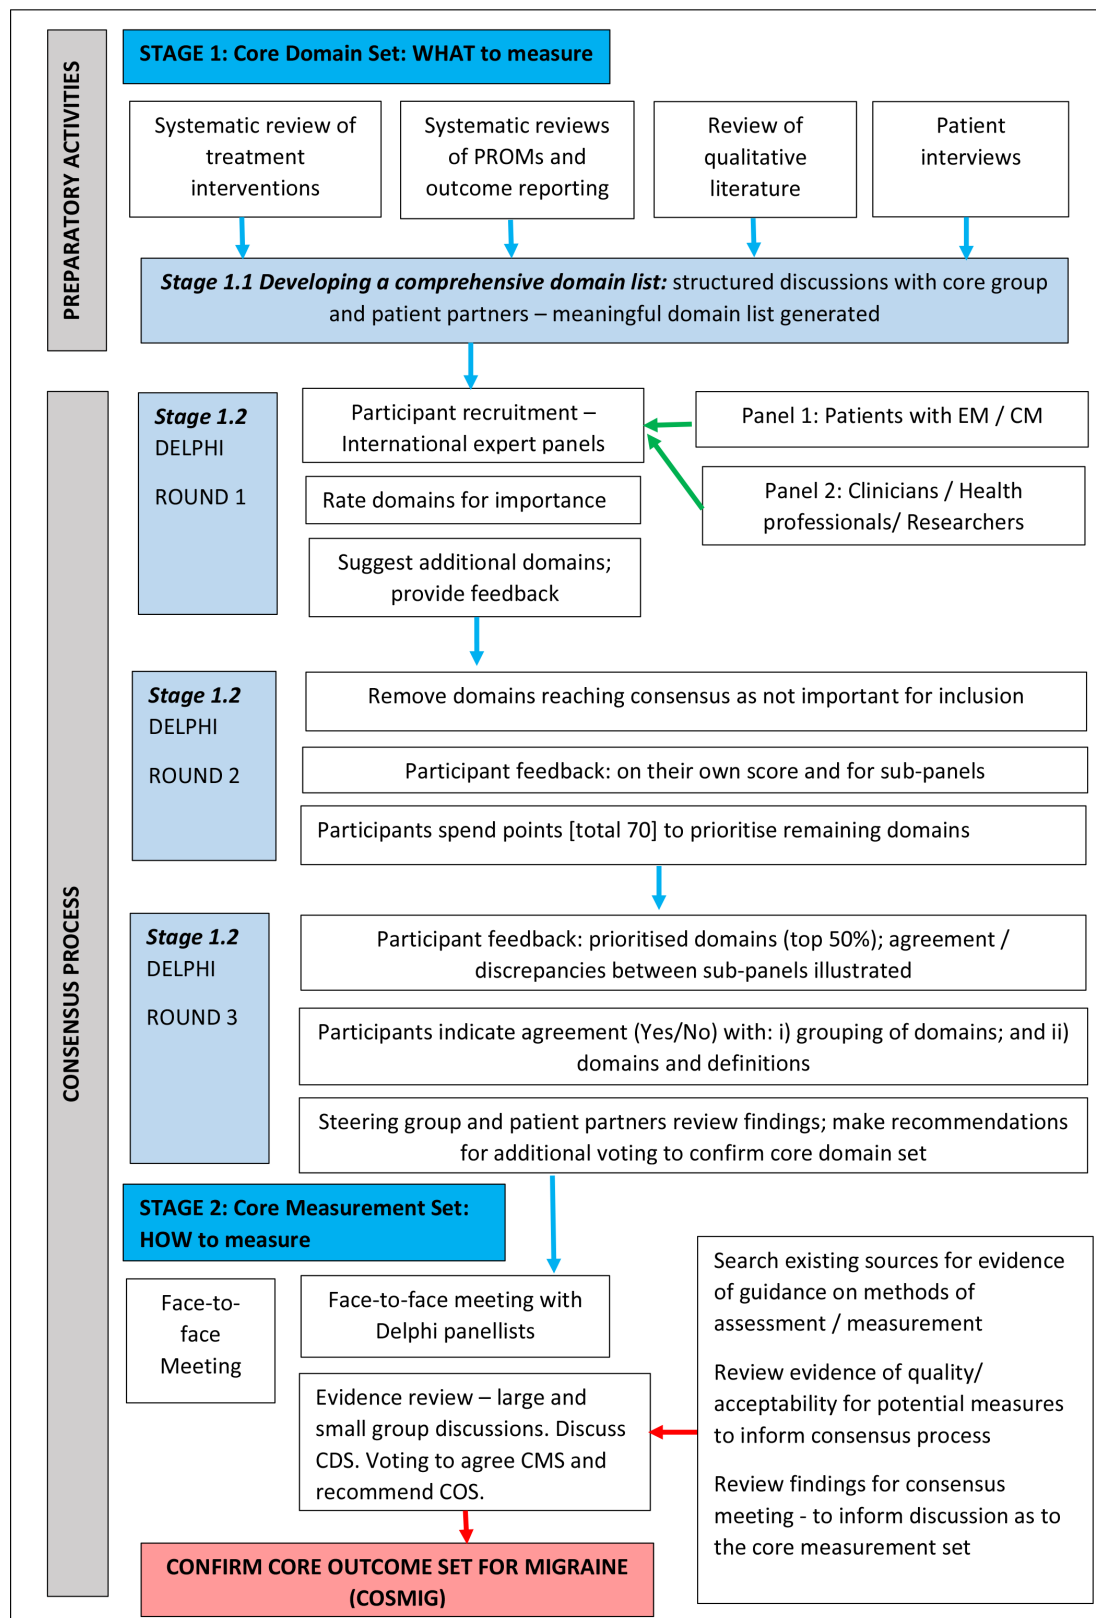 PREPARATORY ACTIVITIES
STAGE 1: Core Domain Set: WHAT to measure
Systematic review of
treatment
interventions
Systematic reviews
of PROMs and
outcome reporting
Review of
qualitative
literature
Patient
interviews
Stage 1.1 Developing a comprehensive domain list: structured discussions with core group
and patient partners – meaningful domain list generated
CONSENSUS PROCESS
Stage 1.2
DELPHI
ROUND 1
Participant recruitment –
International expert panels
Panel 1: Patients with EM / CM
Panel 2: Clinicians / Health
professionals/ Researchers
Rate domains for importance
Suggest additional domains;
provide feedback
Stage 1.2
DELPHI
ROUND 2
Remove domains reaching consensus as not important for inclusion
Participant feedback: on their own score and for sub-panels
Participants spend points [total 70] to prioritise remaining domains
Stage 1.2
DELPHI
ROUND 3
Participant feedback: prioritised domains (top 50%); agreement /
discrepancies between sub-panels illustrated
Participants indicate agreement (Yes/No) with: i) grouping of domains; and ii)
domains and definitions
Steering group and patient partners review findings; make recommendations
for additional voting to confirm core domain set
STAGE 2: Core Measurement Set:
HOW to measure
Face-to-
face
Meeting
Face-to-face meeting with
Delphi panellists
Evidence review – large and
small group discussions. Discuss
CDS. Voting to agree CMS and
recommend COS.
Search existing sources for evidence
of guidance on methods of
assessment / measurement
Review evidence of quality/
acceptability for potential measures
to inform consensus process
Review findings for consensus
meeting - to inform discussion as to
the core measurement set
CONFIRM CORE OUTCOME SET FOR MIGRAINE
(COSMIG)